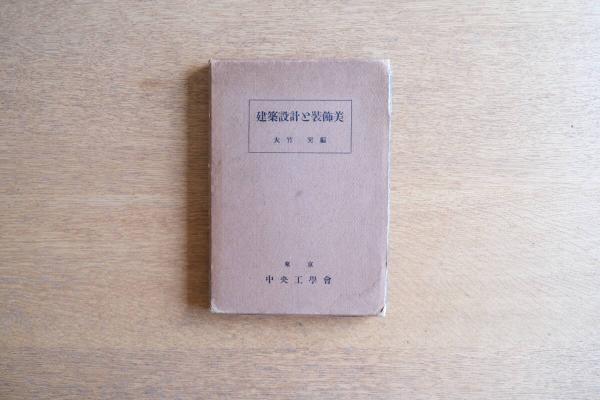 建築設計と装飾美
大竹 実編
東京
中央工學會